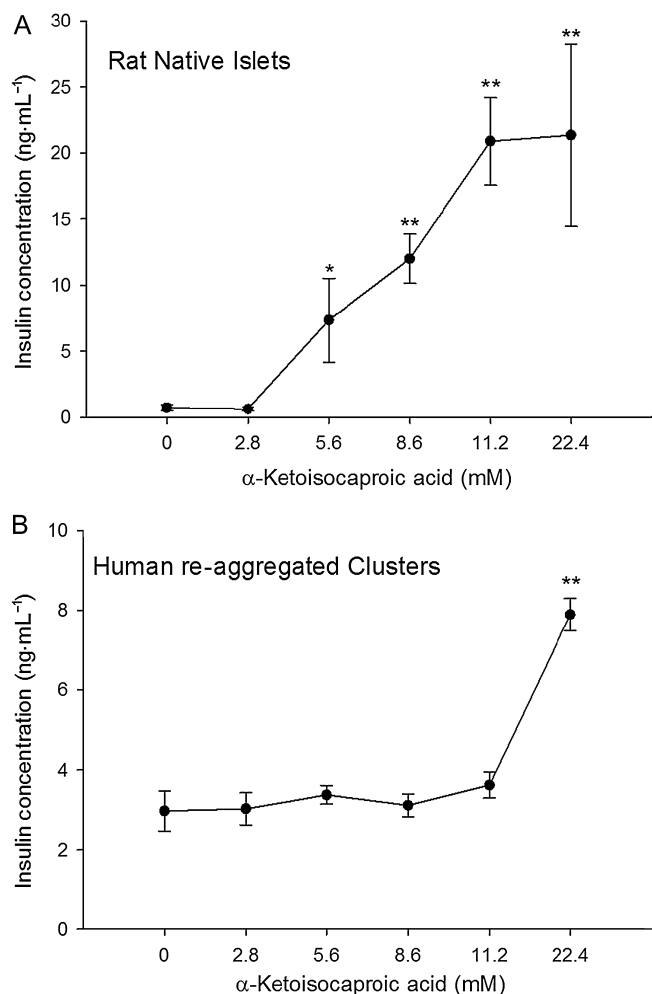 A
Rat Native Islets
Insulin concentration (ng·mL⁻¹)
30
25
20
15
10
5
0
*
**
**
**
0 2.8 5.6 8.6 11.2 22.4
α-Ketoisocaproic acid (mM)
B
Human re-aggregated Clusters
Insulin concentration (ng·mL⁻¹)
10
8
6
4
2
0
**
0 2.8 5.6 8.6 11.2 22.4
α-Ketoisocaproic acid (mM)